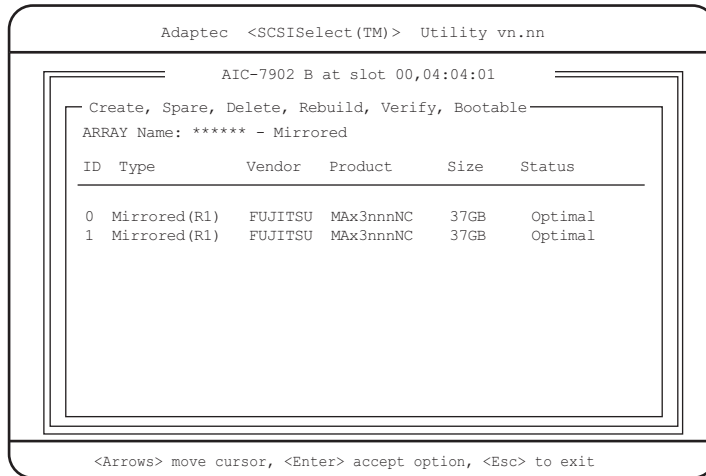 Adaptec <SCSISelect(TM)> Utility vn.nn
AIC-7902 B at slot 00,04:04:01
Create, Spare, Delete, Rebuild, Verify, Bootable
ARRAY Name: ****** - Mirrored
ID Type Vendor Product Size Status
0 Mirrored(R1) FUJITSU MAx3nnnNC 37GB Optimal
1 Mirrored(R1) FUJITSU MAx3nnnNC 37GB Optimal
<Arrows> move cursor, <Enter> accept option, <Esc> to exit